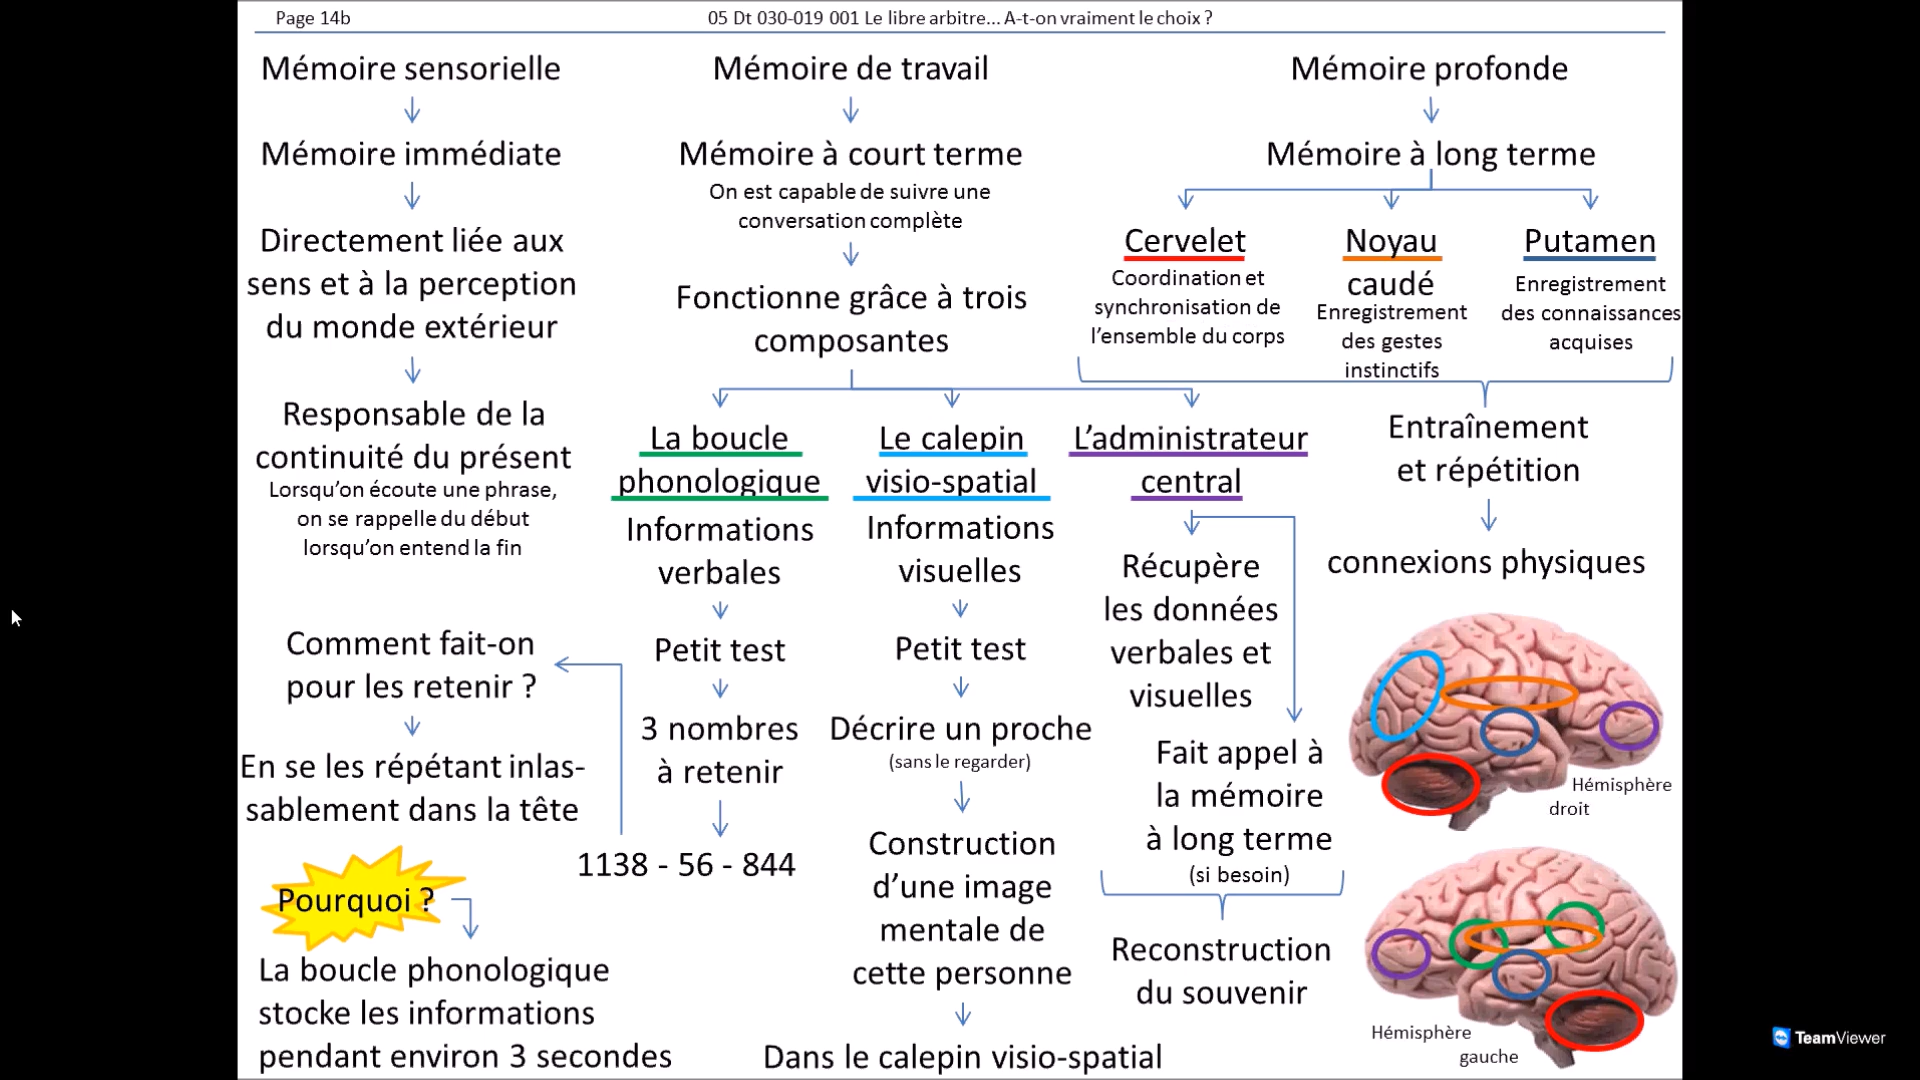 Page 14b
05 Dt 030-019 001 Le libre arbitre... A-t-on vraiment le choix ?
Mémoire sensorielle
Mémoire immédiate
Directement liée aux
sens et à la perception
du monde extérieur
Responsable de la
continuité du présent
Lorsqu'on écoute une phrase,
on se rappelle du début
lorsqu'on entend la fin
Comment fait-on
pour les retenir ?
En se les répétant inlas-
sablement dans la tête
Pourquoi ?
La boucle phonologique
stocke les informations
pendant environ 3 secondes
Mémoire de travail
Mémoire à court terme
On est capable de suivre une
conversation complète
Fonctionne grâce à trois
composantes
La boucle
phonologique
Informations
verbales
Petit test
3 nombres
à retenir
1138 - 56 - 844
Le calepin
visio-spatial
Informations
visuelles
Petit test
Décrire un proche
(sans le regarder)
Construction
d'une image
mentale de
cette personne
Dans le calepin visio-spatial
L'administrateur
central
Récupère
les données
verbales et
visuelles
Fait appel à
la mémoire
à long terme
(si besoin)
Reconstruction
du souvenir
Mémoire profonde
Mémoire à long terme
Cervelet
Coordination et
synchronisation de
l'ensemble du corps
Noyau
caudé
Enregistrement
des gestes
instinctifs
Putamen
Enregistrement
des connaissances
acquises
Entraînement
et répétition
connexions physiques
Hémisphère
droit
Hémisphère
gauche
TeamViewer